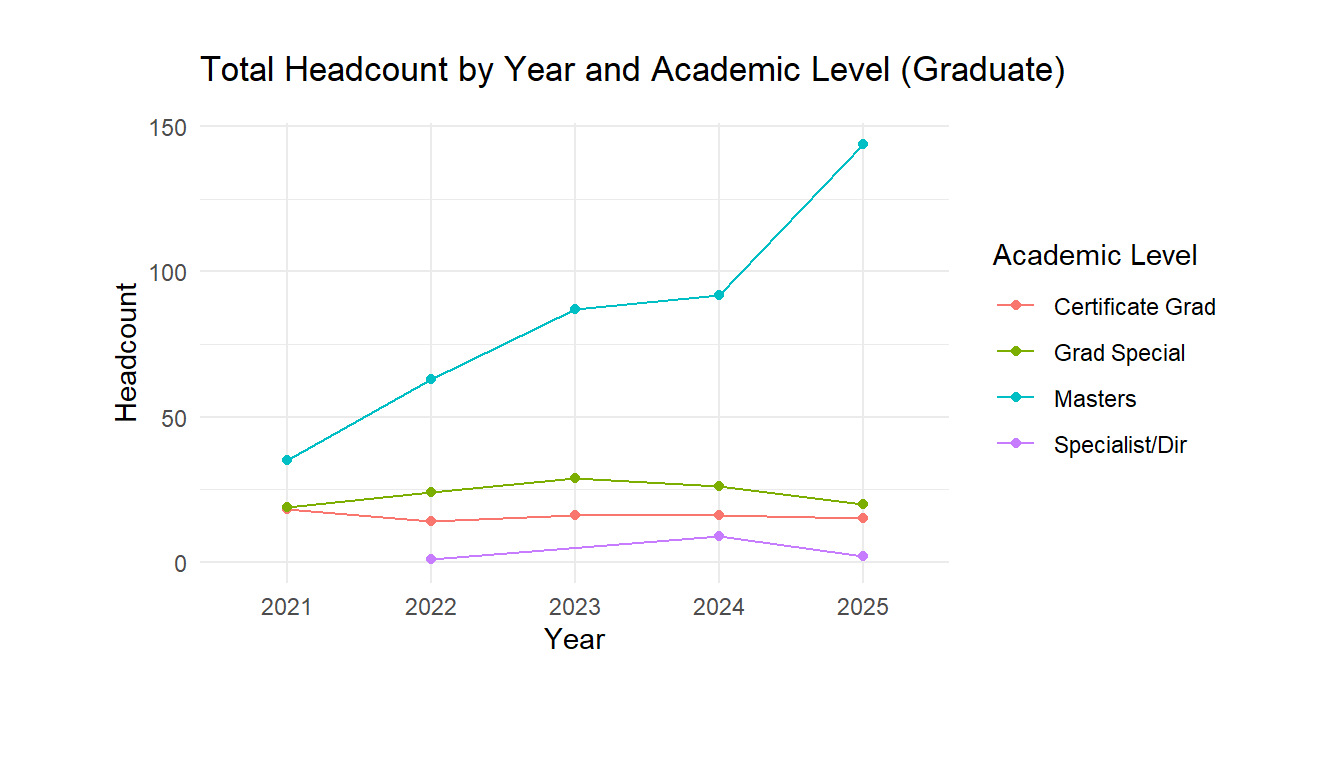 Total Headcount by Year and Academic Level (Graduate)
150
100
50
0
Headcount
2021 2022 2023 2024 2025
Year
Academic Level
Certificate Grad
Grad Special
Masters
Specialist/Dir